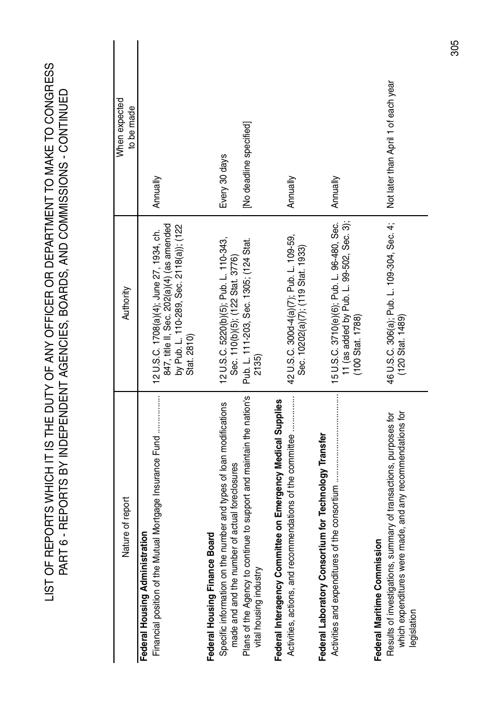 LIST OF REPORTS WHICH IT IS THE DUTY OF ANY OFFICER OR DEPARTMENT TO MAKE TO CONGRESS
PART 6 - REPORTS BY INDEPENDENT AGENCIES, BOARDS, AND COMMISSIONS - CONTINUED
Nature of report
Authority
When expected
to be made
Federal Housing Administration
Financial position of the Mutual Mortgage Insurance Fund ................
12 U.S.C. 1708(a)(4); June 27, 1934, ch.
847, title II, Sec. 202(a)(4) (as amended
by Pub. L. 110-289, Sec. 2118(a)); (122
Stat. 2810)
Annually
Federal Housing Finance Board
Specific information on the number and types of loan modifications
made and and the number of actual foreclosures
12 U.S.C. 5220(b)(5); Pub. L. 110-343,
Sec. 110(b)(5); (122 Stat. 3776)
Every 30 days
Plans of the Agency to continue to support and maintain the nation's
vital housing industry
Pub. L. 111-203, Sec. 1305; (124 Stat.
2135)
[No deadline specified]
Federal Interagency Committee on Emergency Medical Supplies
Activities, actions, and recommendations of the committee ...............
42 U.S.C. 300d-4(a)(7); Pub. L. 109-59,
Sec. 10202(a)(7); (119 Stat. 1933)
Annually
Federal Laboratory Consortium for Technology Transfer
Activities and expenditures of the consortium ...................................
15 U.S.C. 3710(e)(6); Pub. L. 96-480, Sec.
11 (as added by Pub. L. 99-502, Sec. 3);
(100 Stat. 1788)
Annually
Federal Maritime Commission
Results of investigations, summary of transactions, purposes for
which expenditures were made, and any recommendations for
legislation
46 U.S.C. 306(a); Pub. L. 109-304, Sec. 4;
(120 Stat. 1489)
Not later than April 1 of each year
305